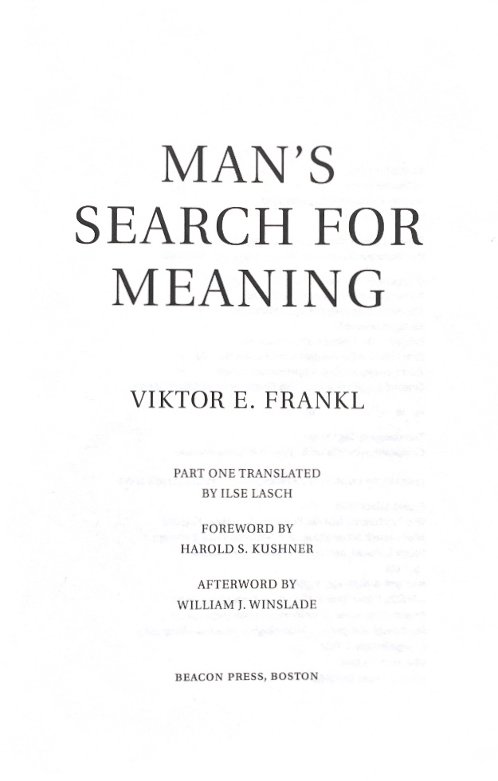 MAN'S
SEARCH FOR
MEANING
VIKTOR E. FRANKL
PART ONE TRANSLATED
BY ILSE LASCH
FOREWORD BY
HAROLD S. KUSHNER
AFTERWORD BY
WILLIAM J. WINSLADE
BEACON PRESS, BOSTON